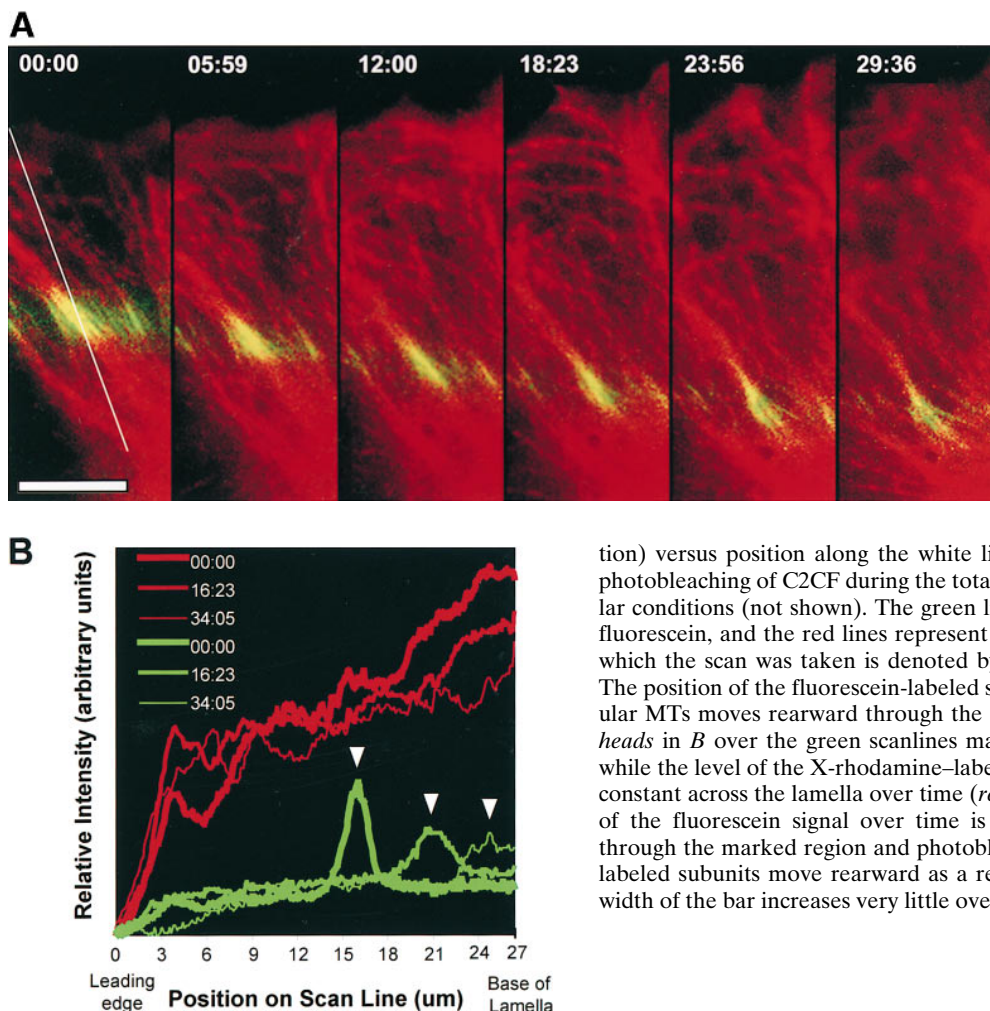 A
00:00 05:59 12:00 18:23 23:56 29:36
B
Relative Intensity (arbitrary units)
00:00
16:23
34:05
00:00
16:23
34:05
0 3 6 9 12 15 18 21 24 27
Leading edge
Position on Scan Line (um)
Base of Lamella
tion) versus position along the white li
photobleaching of C2CF during the total
lar conditions (not shown). The green l
fluorescein, and the red lines represent
which the scan was taken is denoted by
The position of the fluorescein-labeled s
ular MTs moves rearward through the
heads in B over the green scanlines ma
while the level of the X-rhodamine–labe
constant across the lamella over time (re
of the fluorescein signal over time is
through the marked region and photobl
labeled subunits move rearward as a re
width of the bar increases very little ove